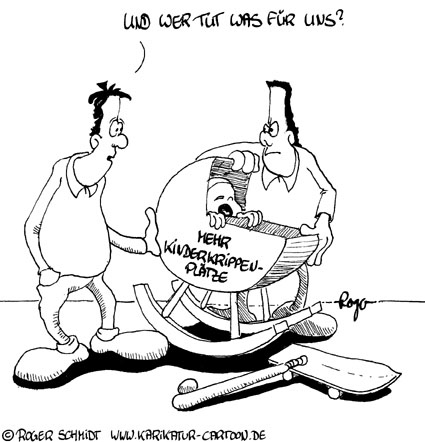 UND WER TUT WAS FÜR UNS?
MEHR
KINDERKRIPPEN-
PLÄTZE
Rogo
© ROGER SCHMIDT WWW.KARIKATUR-CARTOON.DE